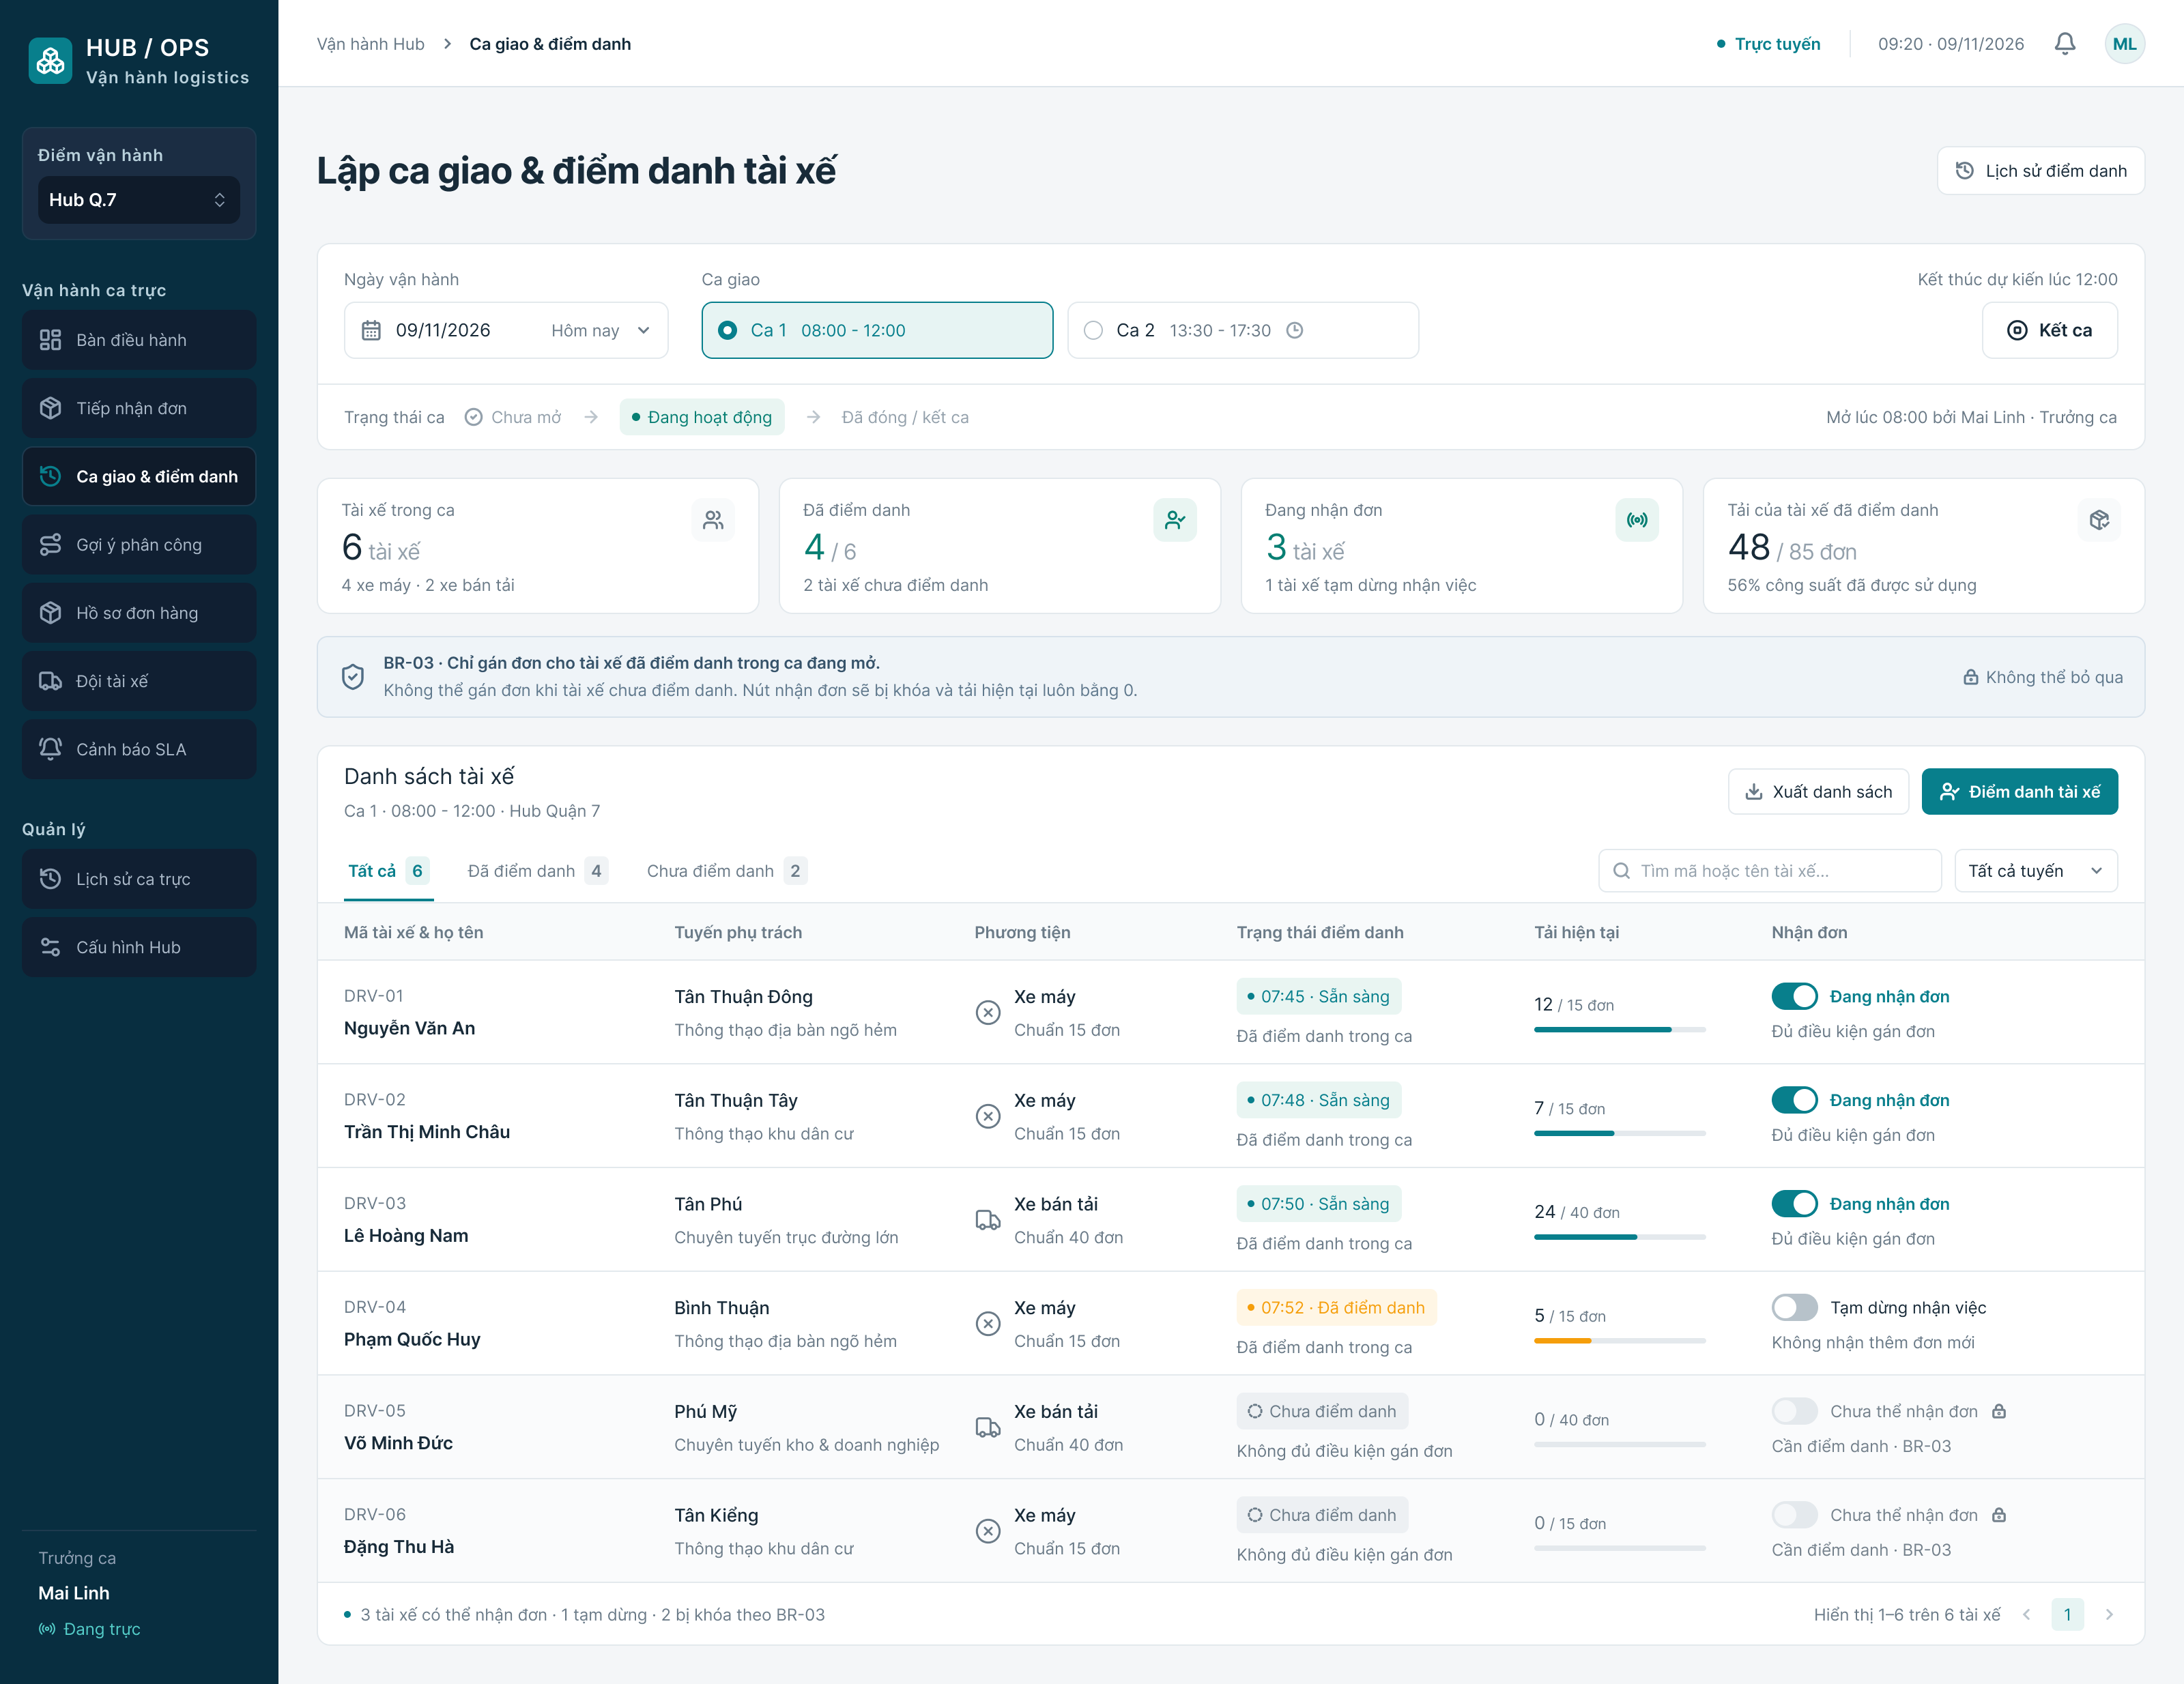 HUB / OPS
Vận hành logistics
Điểm vận hành
Hub Q.7
Vận hành ca trực
Bàn điều hành
Tiếp nhận đơn
Ca giao & điểm danh
Gợi ý phân công
Hồ sơ đơn hàng
Đội tài xế
Cảnh báo SLA
Quản lý
Lịch sử ca trực
Cấu hình Hub
Trưởng ca
Mai Linh
Đang trực
Vận hành Hub
Ca giao & điểm danh
Trực tuyến
09:20 · 09/11/2026
ML
Lập ca giao & điểm danh tài xế
Lịch sử điểm danh
Ngày vận hành
Ca giao
Kết thúc dự kiến lúc 12:00
09/11/2026
Hôm nay
Ca 1 08:00 - 12:00
Ca 2 13:30 - 17:30
Kết ca
Trạng thái ca
Chưa mở
Đang hoạt động
Đã đóng / kết ca
Mở lúc 08:00 bởi Mai Linh · Trưởng ca
Tài xế trong ca
6 tài xế
4 xe máy · 2 xe bán tải
Đã điểm danh
4 / 6
2 tài xế chưa điểm danh
Đang nhận đơn
3 tài xế
1 tài xế tạm dừng nhận việc
Tải của tài xế đã điểm danh
48 / 85 đơn
56% công suất đã được sử dụng
BR-03 · Chỉ gán đơn cho tài xế đã điểm danh trong ca đang mở.
Không thể gán đơn khi tài xế chưa điểm danh. Nút nhận đơn sẽ bị khóa và tải hiện tại luôn bằng 0.
Không thể bỏ qua
Danh sách tài xế
Ca 1 · 08:00 - 12:00 · Hub Quận 7
Xuất danh sách
Điểm danh tài xế
Tất cả 6
Đã điểm danh 4
Chưa điểm danh 2
Tìm mã hoặc tên tài xế...
Tất cả tuyến
Mã tài xế & họ tên
Tuyến phụ trách
Phương tiện
Trạng thái điểm danh
Tải hiện tại
Nhận đơn
DRV-01
Nguyễn Văn An
Tân Thuận Đông
Thông thạo địa bàn ngõ hẻm
Xe máy
Chuẩn 15 đơn
07:45 · Sẵn sàng
Đã điểm danh trong ca
12 / 15 đơn
Đang nhận đơn
Đủ điều kiện gán đơn
DRV-02
Trần Thị Minh Châu
Tân Thuận Tây
Thông thạo khu dân cư
Xe máy
Chuẩn 15 đơn
07:48 · Sẵn sàng
Đã điểm danh trong ca
7 / 15 đơn
Đang nhận đơn
Đủ điều kiện gán đơn
DRV-03
Lê Hoàng Nam
Tân Phú
Chuyên tuyến trục đường lớn
Xe bán tải
Chuẩn 40 đơn
07:50 · Sẵn sàng
Đã điểm danh trong ca
24 / 40 đơn
Đang nhận đơn
Đủ điều kiện gán đơn
DRV-04
Phạm Quốc Huy
Bình Thuận
Thông thạo địa bàn ngõ hẻm
Xe máy
Chuẩn 15 đơn
07:52 · Đã điểm danh
Đã điểm danh trong ca
5 / 15 đơn
Tạm dừng nhận việc
Không nhận thêm đơn mới
DRV-05
Võ Minh Đức
Phú Mỹ
Chuyên tuyến kho & doanh nghiệp
Xe bán tải
Chuẩn 40 đơn
Chưa điểm danh
Không đủ điều kiện gán đơn
0 / 40 đơn
Chưa thể nhận đơn
Cần điểm danh · BR-03
DRV-06
Đặng Thu Hà
Tân Kiểng
Thông thạo khu dân cư
Xe máy
Chuẩn 15 đơn
Chưa điểm danh
Không đủ điều kiện gán đơn
0 / 15 đơn
Chưa thể nhận đơn
Cần điểm danh · BR-03
3 tài xế có thể nhận đơn · 1 tạm dừng · 2 bị khóa theo BR-03
Hiển thị 1–6 trên 6 tài xế
1